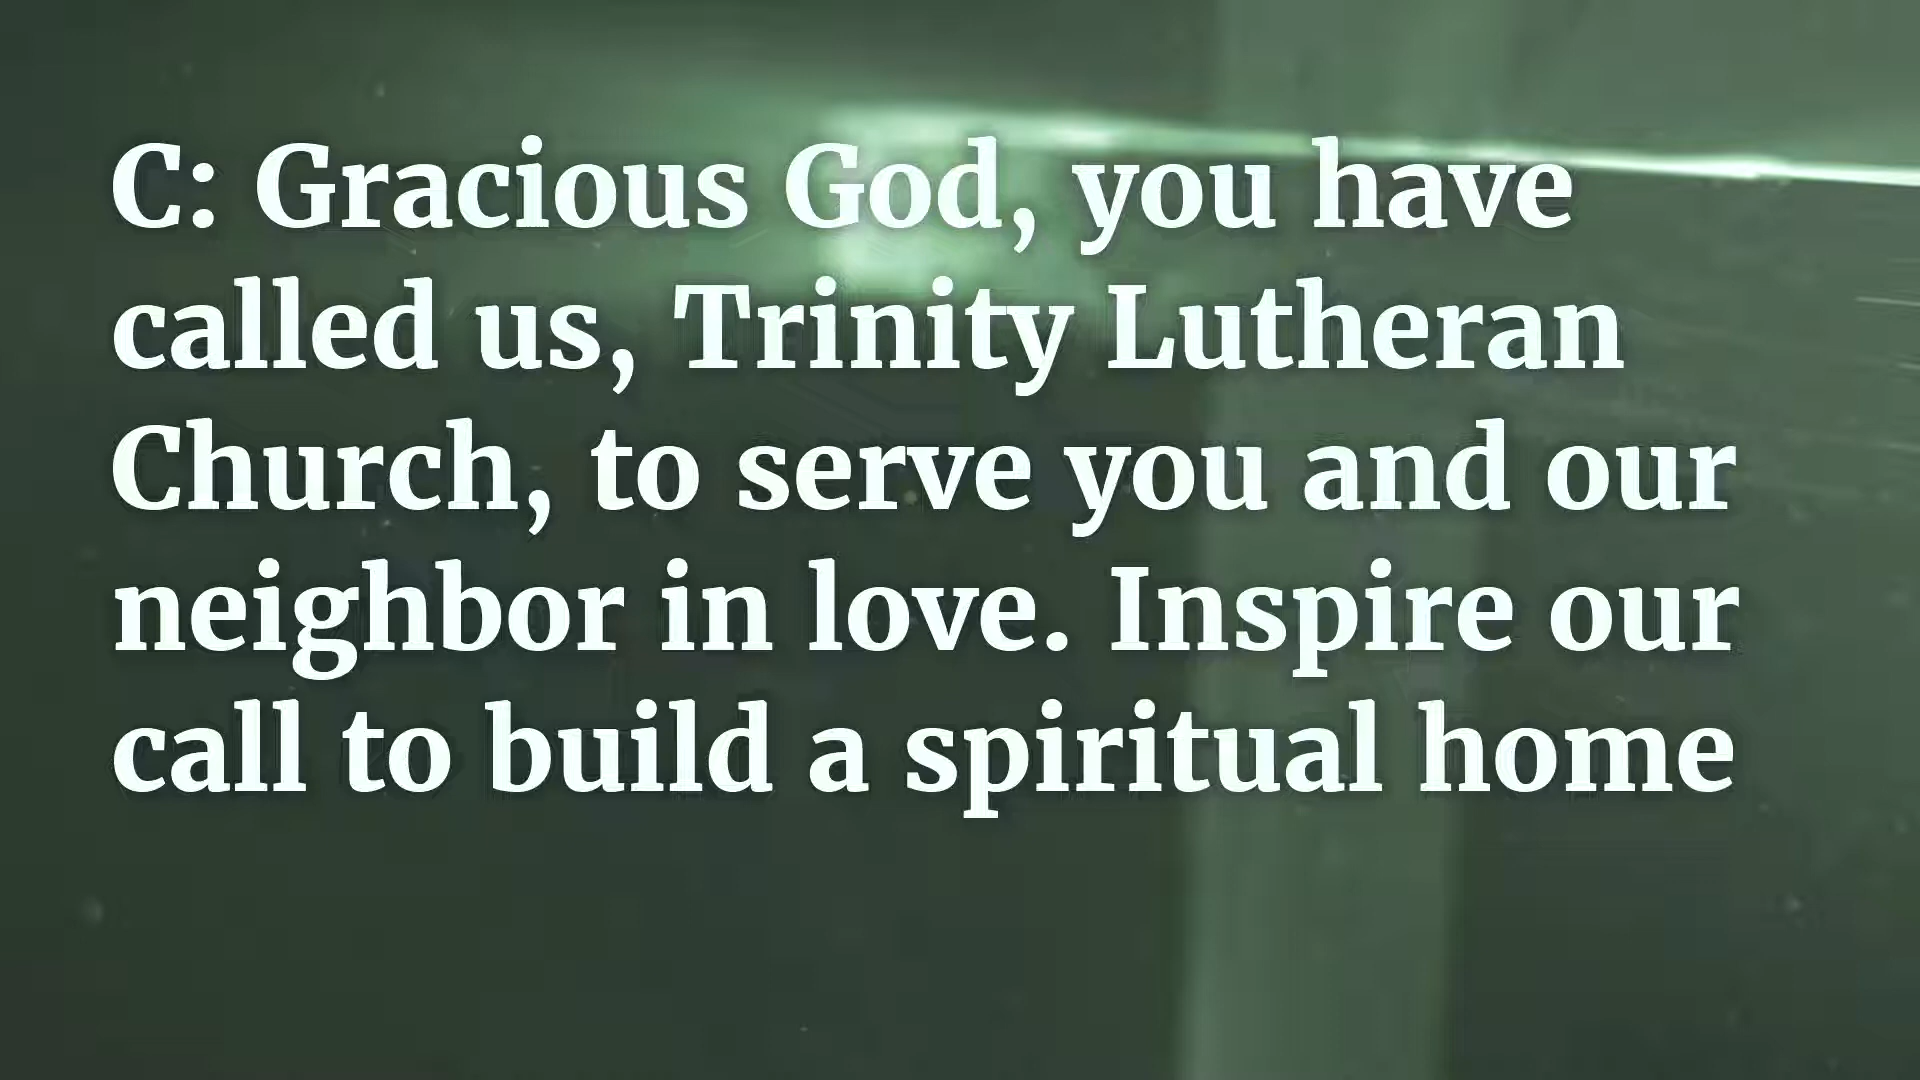 C: Gracious God, you have
called us, Trinity Lutheran
Church, to serve you and our
neighbor in love. Inspire our
call to build a spiritual home